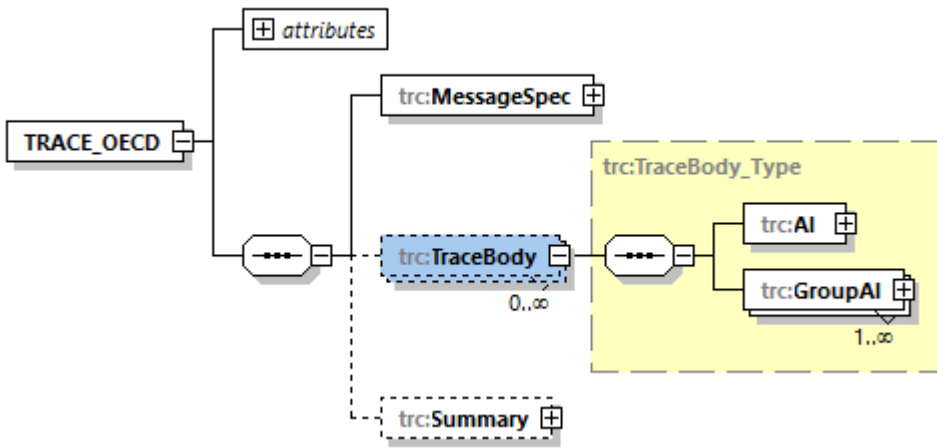 attributes
trc:MessageSpec
TRACE_OECD
trc:TraceBody_Type
trc:AI
trc:TraceBody
0..∞
trc:GroupAI
1..∞
trc:Summary